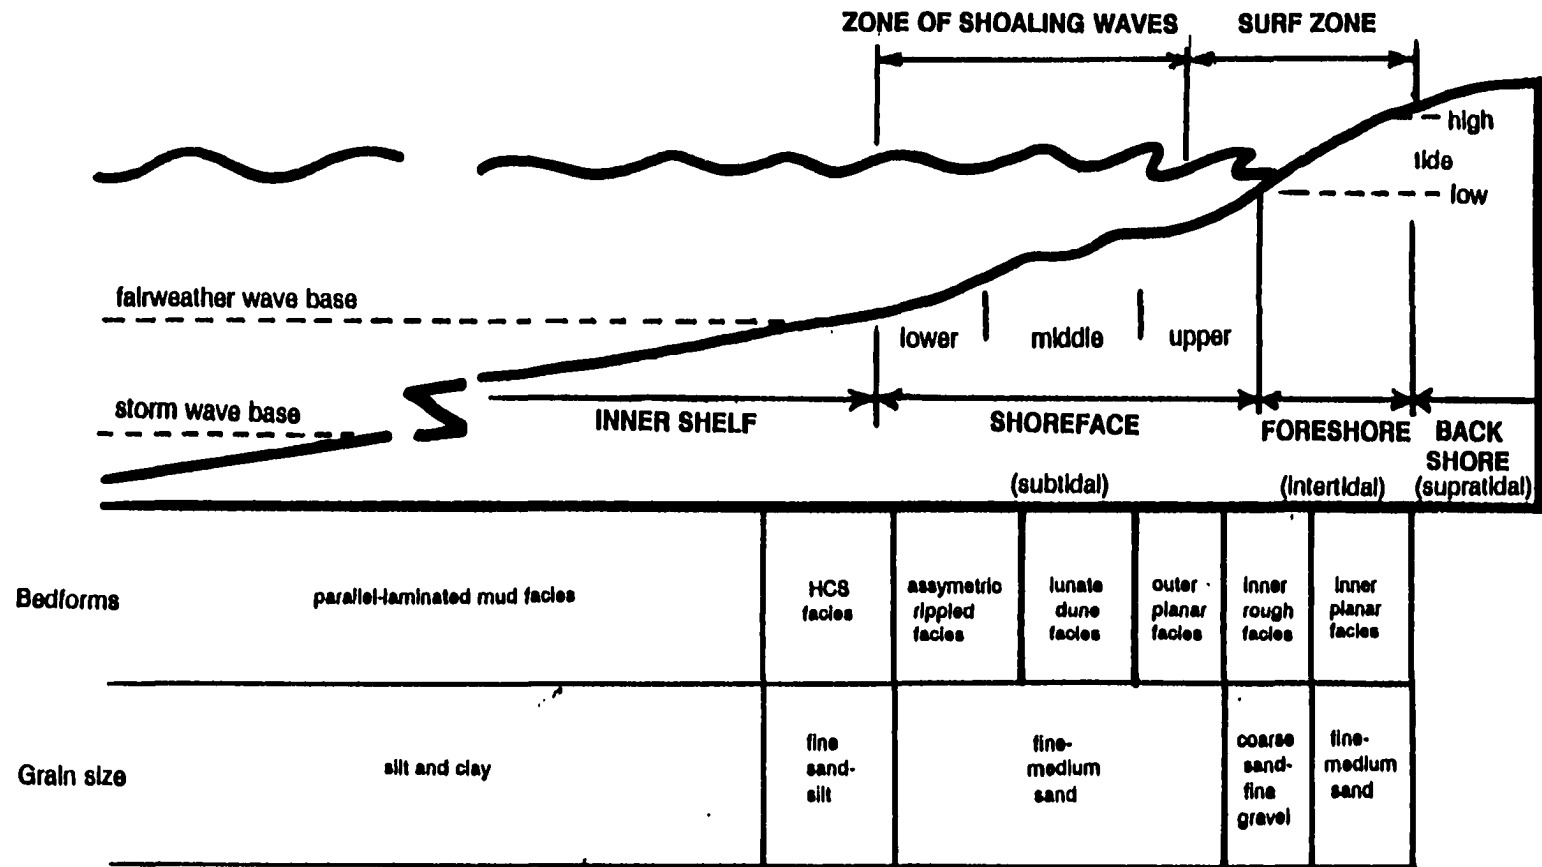 ZONE OF SHOALING WAVES
SURF ZONE
high
tide
low
fairweather wave base
lower
middle
upper
storm wave base
INNER SHELF
SHOREFACE
FORESHORE
BACK
SHORE
(subtidal)
(intertidal)
(supratidal)
Bedforms
parallel-laminated mud facies
HCS
facies
assymetric
rippled
facies
lunate
dune
facies
outer
planar
facies
inner
rough
facies
inner
planar
facies
Grain size
silt and clay
fine
sand-
silt
fine-
medium
sand
coarse
sand-
fine
gravel
fine-
medium
sand